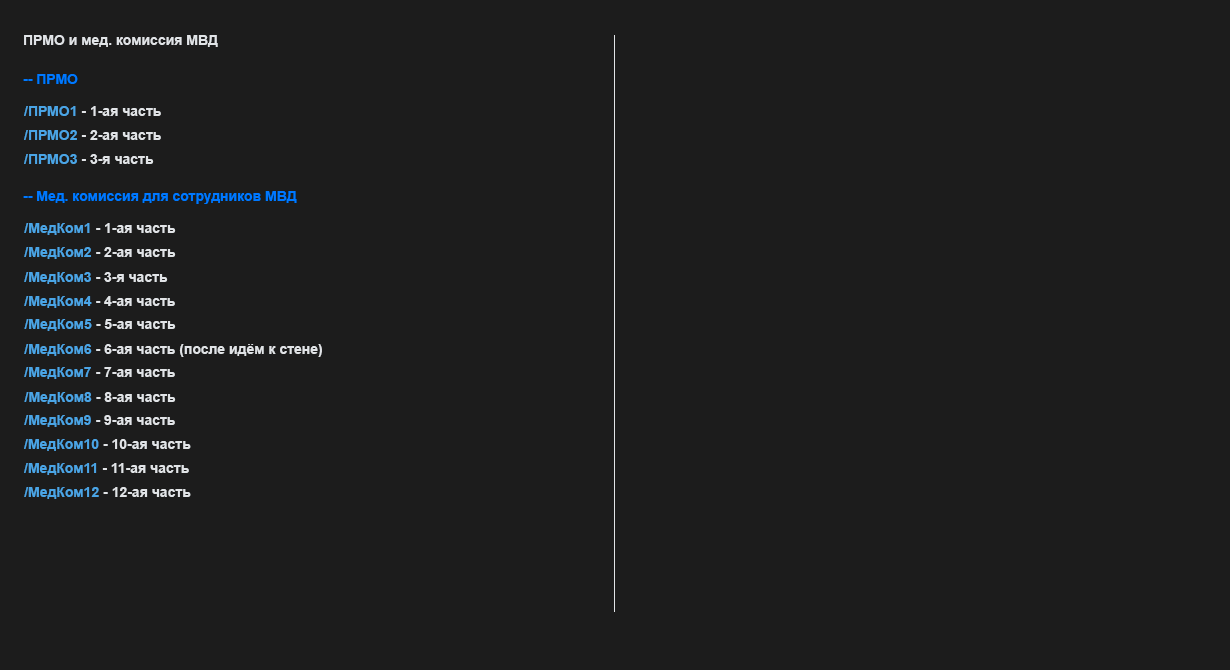 ПРМО и мед. комиссия МВД
-- ПРМО
/ПРМО1 - 1-ая часть
/ПРМО2 - 2-ая часть
/ПРМО3 - 3-я часть
-- Мед. комиссия для сотрудников МВД
/МедКом1 - 1-ая часть
/МедКом2 - 2-ая часть
/МедКом3 - 3-я часть
/МедКом4 - 4-ая часть
/МедКом5 - 5-ая часть
/МедКом6 - 6-ая часть (после идём к стене)
/МедКом7 - 7-ая часть
/МедКом8 - 8-ая часть
/МедКом9 - 9-ая часть
/МедКом10 - 10-ая часть
/МедКом11 - 11-ая часть
/МедКом12 - 12-ая часть